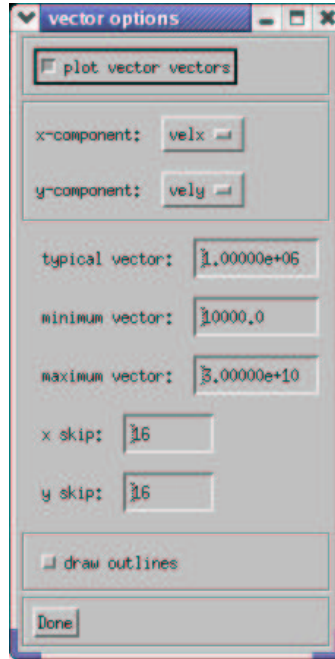 vector options
plot vector vectors
x-component: velx
y-component: vely
typical vector: 1.00000e+06
minimum vector: 10000.0
maximum vector: 3.00000e+10
x skip: 16
y skip: 16
draw outlines
Done